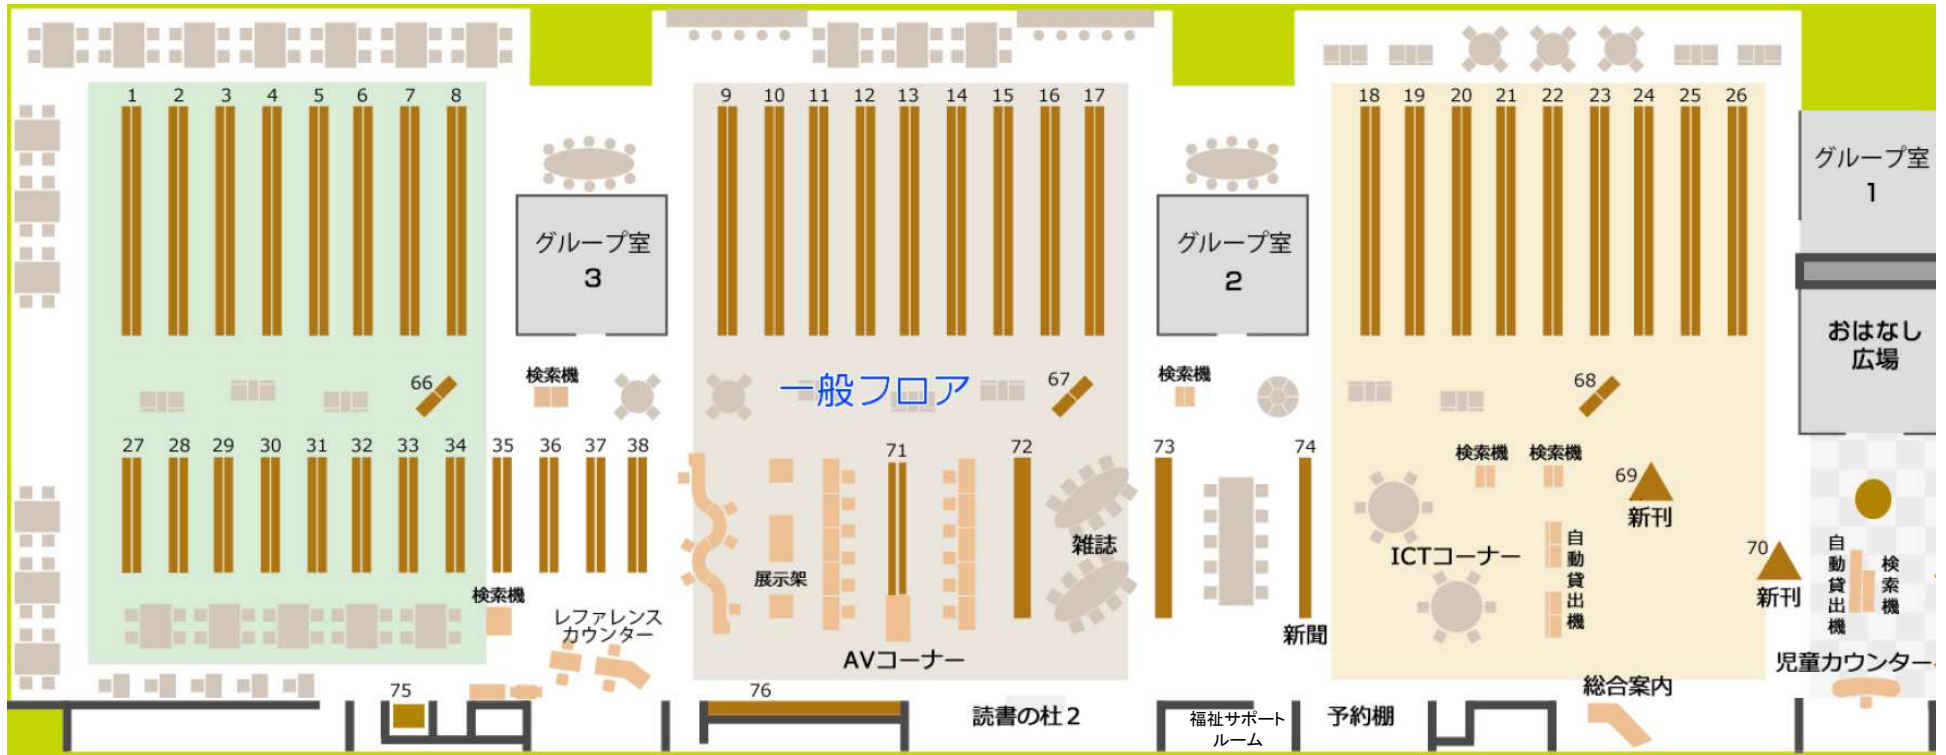 1 2 3 4 5 6 7 8 9 10 11 12 13 14 15 16 17 18 19 20 21 22 23 24 25 26
グループ室
1
グループ室
3
グループ室
2
おはなし
広場
検索機
検索機
66
67
68
一般フロア
27 28 29 30 31 32 33 34 35 36 37 38
71
72
73
74
検索機
検索機
69
新刊
雑誌
ICTコーナー
自動貸出機
70
新刊
自動貸出機
検索機
展示架
検索機
レファレンス
カウンター
新聞
AVコーナー
児童カウンター
総合案内
75
76
読書の杜2
福祉サポート
ルーム
予約棚